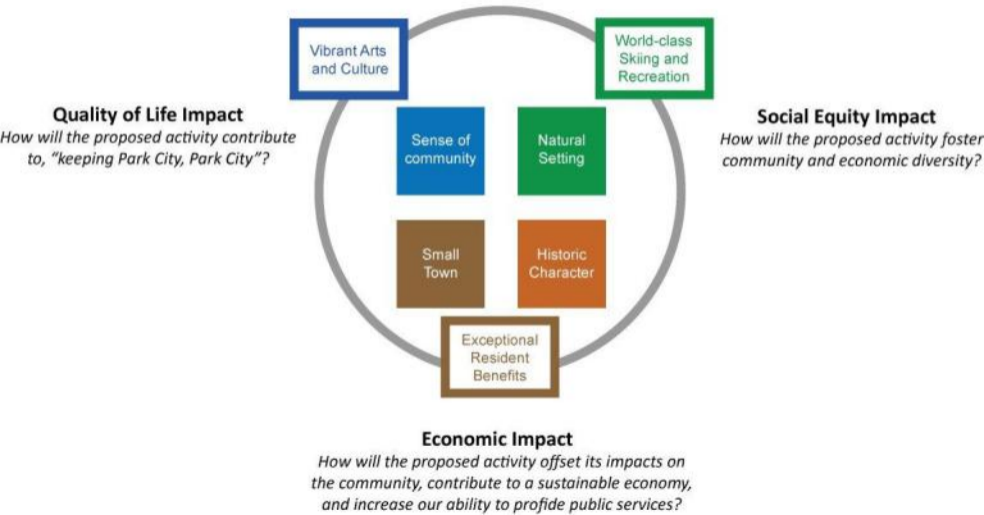 Vibrant Arts
and Culture
World-class
Skiing and
Recreation
Quality of Life Impact
How will the proposed activity contribute
to, “keeping Park City, Park City”?
Social Equity Impact
How will the proposed activity foster
community and economic diversity?
Sense of
community
Natural
Setting
Small
Town
Historic
Character
Exceptional
Resident
Benefits
Economic Impact
How will the proposed activity offset its impacts on
the community, contribute to a sustainable economy,
and increase our ability to profide public services?